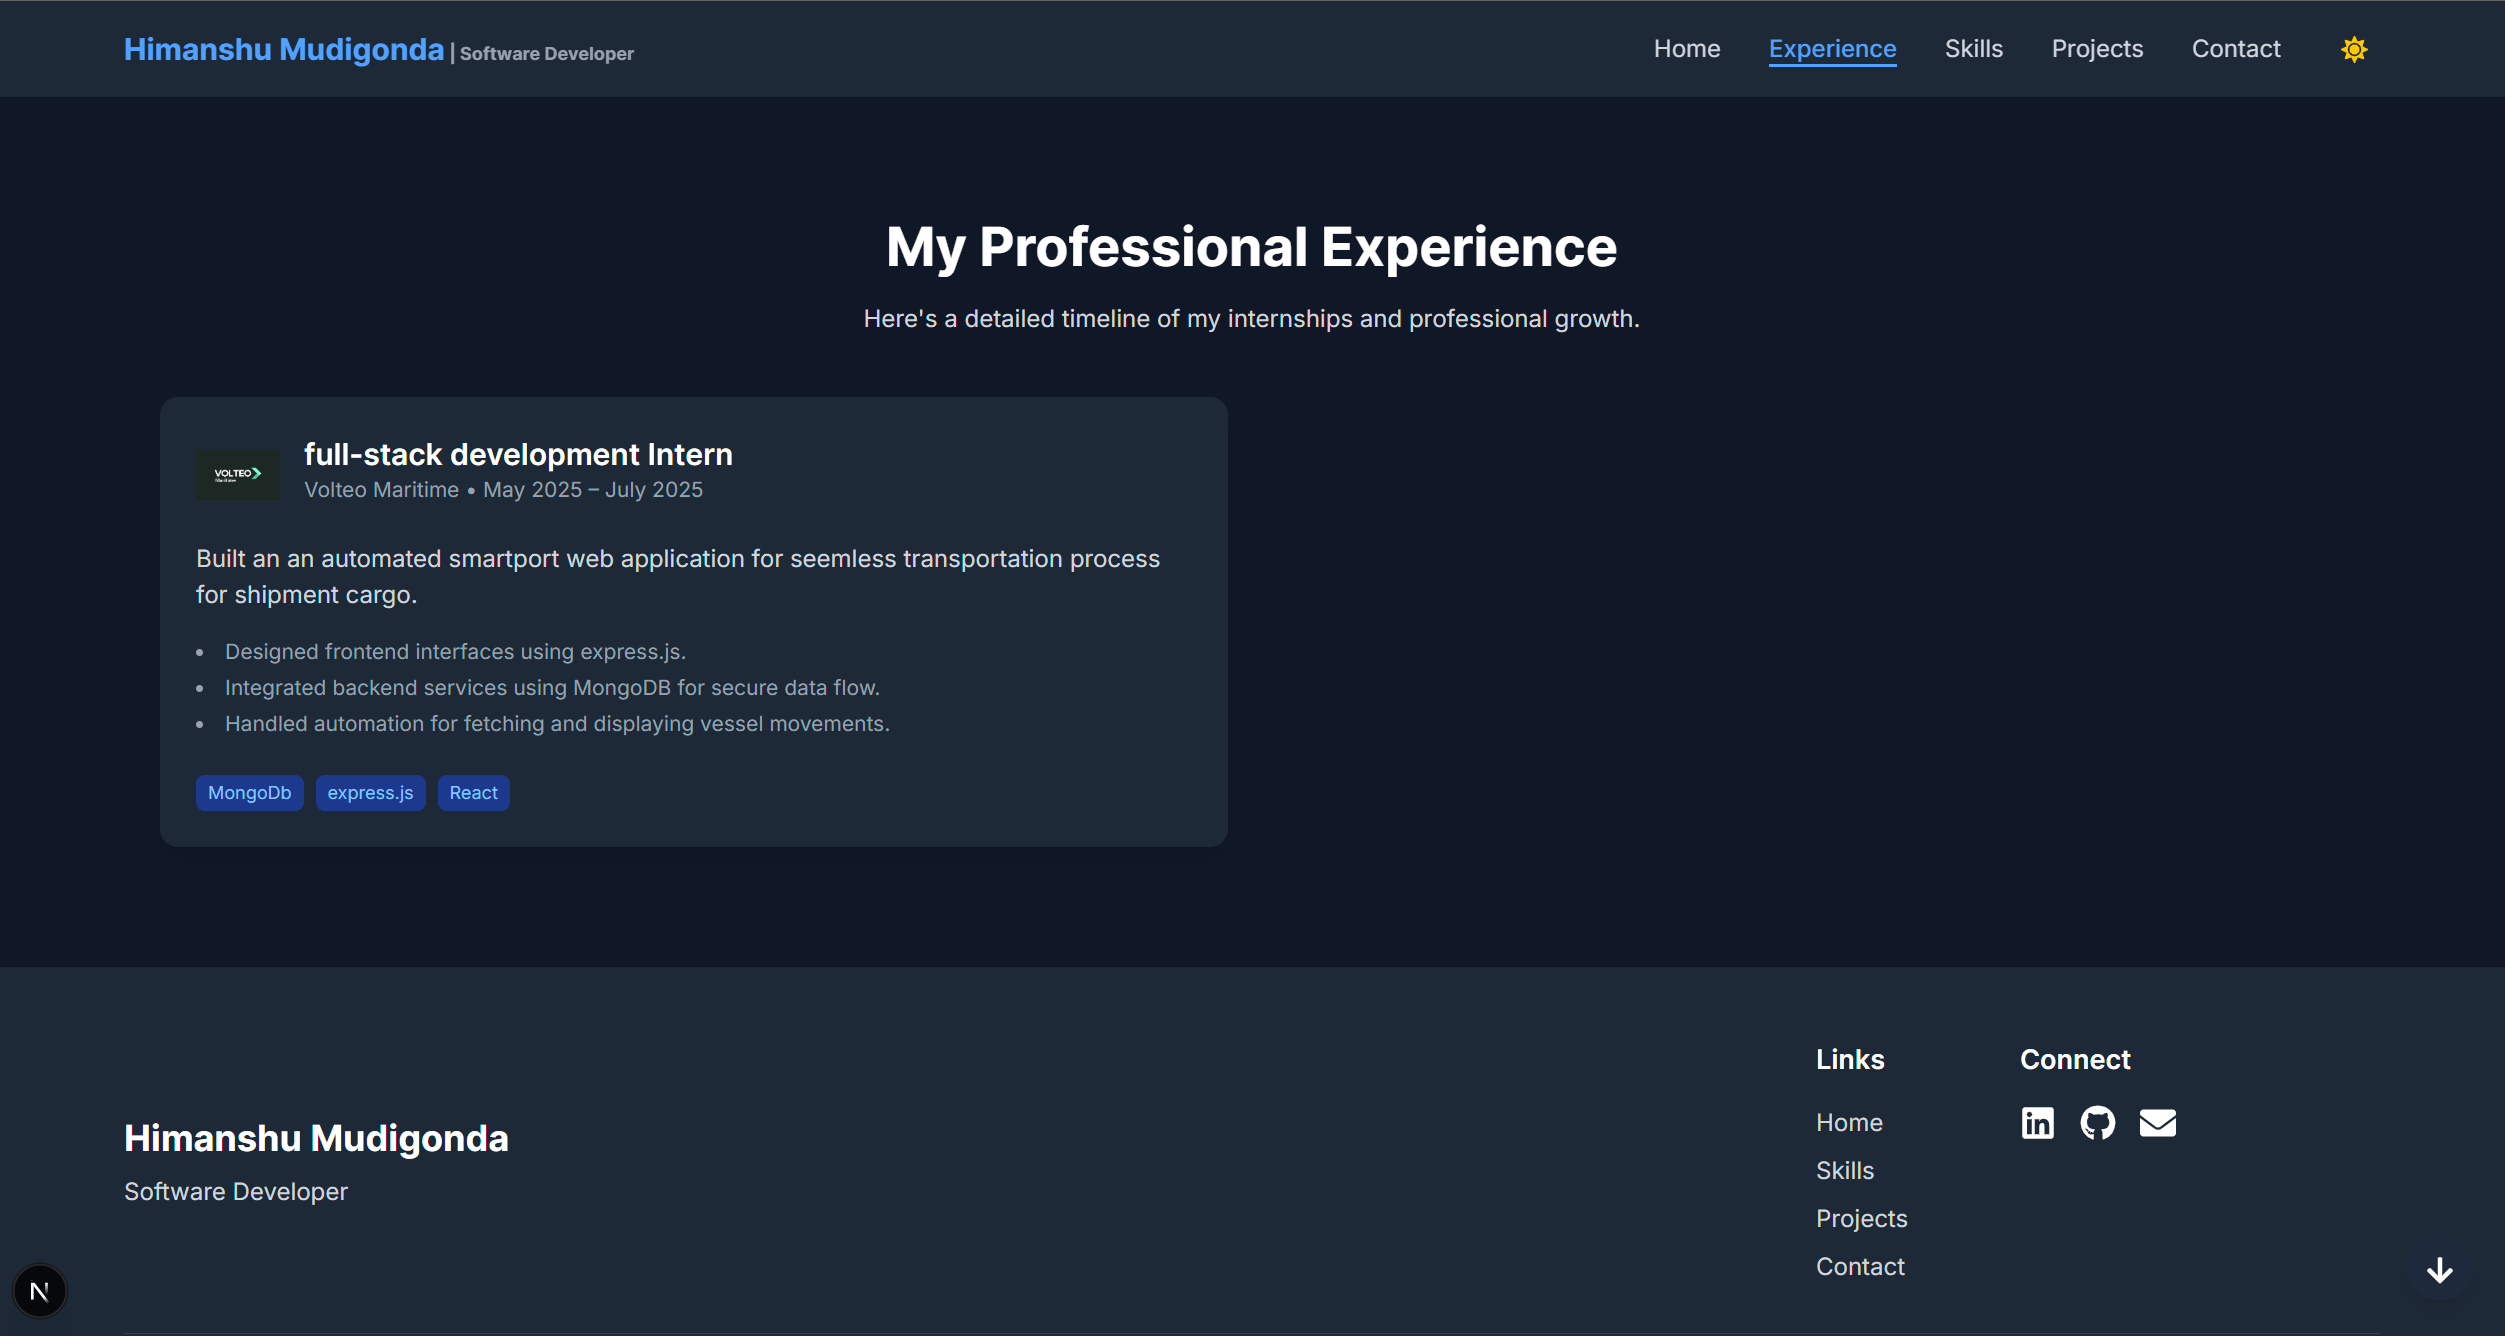 Himanshu Mudigonda | Software Developer
Home Experience Skills Projects Contact
My Professional Experience
Here's a detailed timeline of my internships and professional growth.
VOLTEO
Maritime
full-stack development Intern
Volteo Maritime • May 2025 – July 2025
Built an an automated smartport web application for seemless transportation process
for shipment cargo.
• Designed frontend interfaces using express.js.
• Integrated backend services using MongoDB for secure data flow.
• Handled automation for fetching and displaying vessel movements.
MongoDb express.js React
Himanshu Mudigonda
Software Developer
Links
Home
Skills
Projects
Contact
Connect
in
N